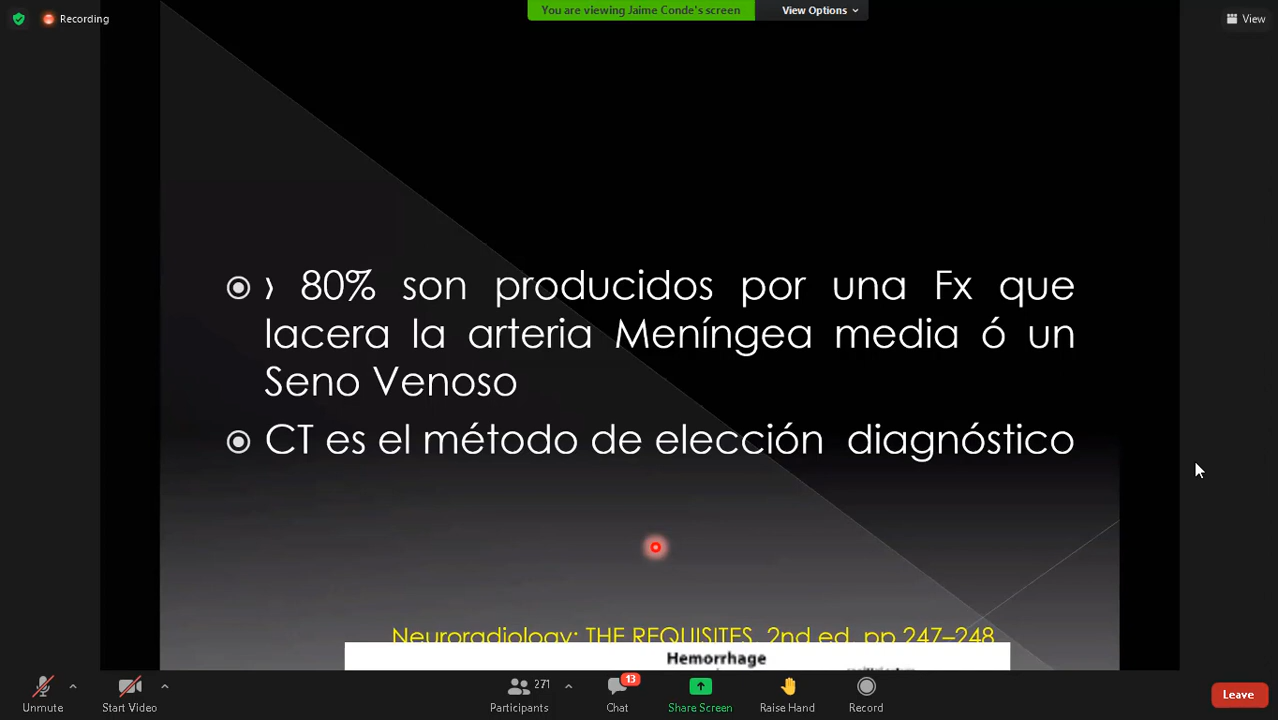 Recording
You are viewing Jaime Conde's screen
View Options
View
› 80% son producidos por una Fx que
lacera la arteria Meníngea media ó un
Seno Venoso
CT es el método de elección diagnóstico
Neuroradiology: THE REQUISITES, 2nd ed, pp 247–248
Hemorrhage
271
13
Unmute
Start Video
Participants
Chat
Share Screen
Raise Hand
Record
Leave